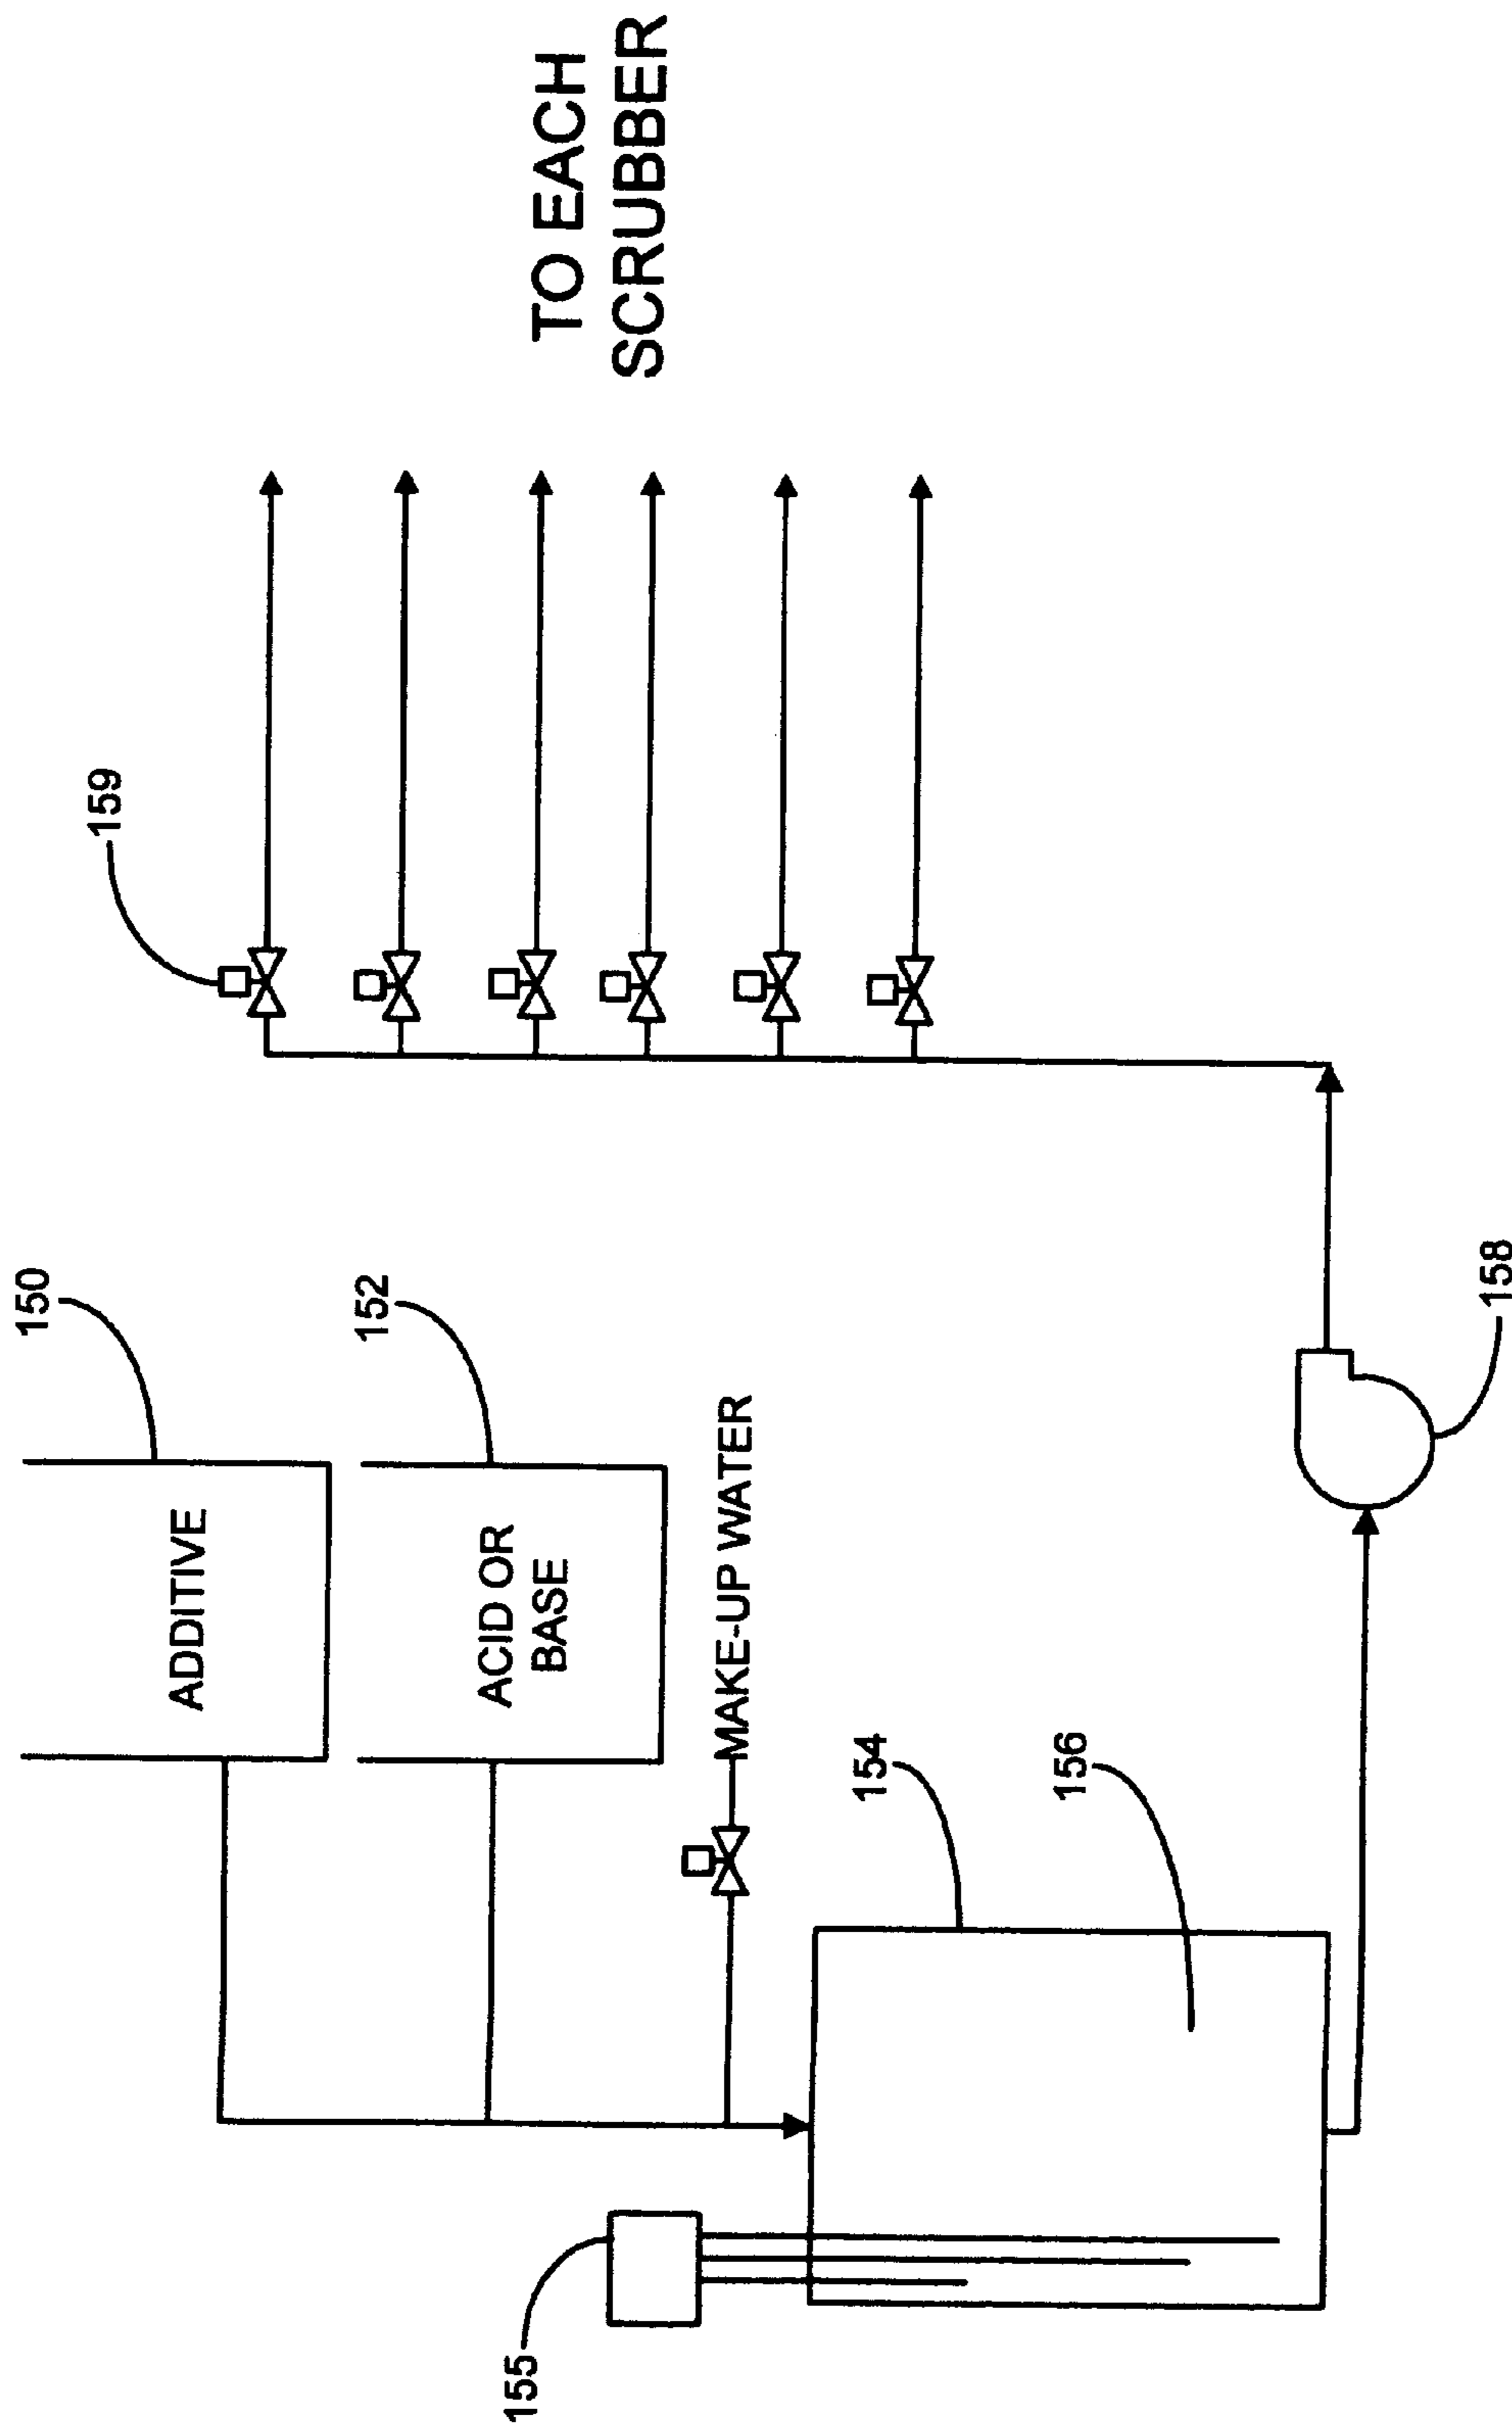 150
ADDITIVE
152
ACID OR
BASE
MAKE-UP WATER
155
154
156
158
159
TO EACH
SCRUBBER